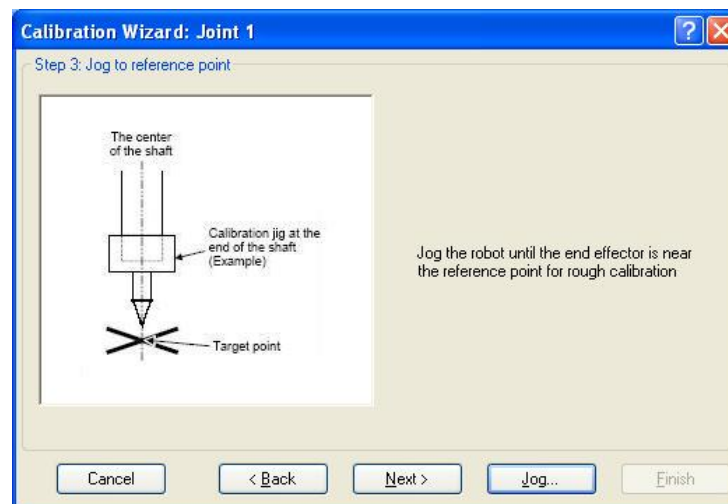 Calibration Wizard: Joint 1
Step 3: Jog to reference point
The center
of the shaft
Calibration jig at the
end of the shaft
(Example)
Target point
Jog the robot until the end effector is near
the reference point for rough calibration
Cancel
< Back
Next >
Jog...
Finish